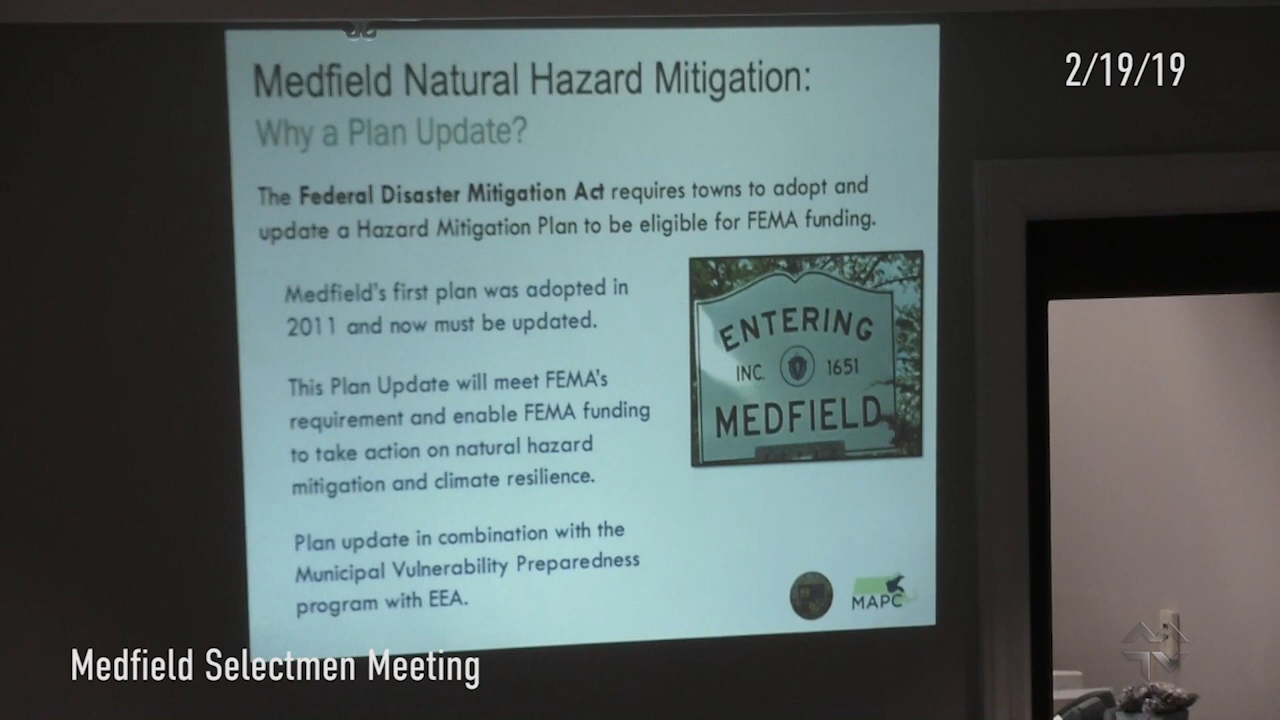 2/19/19
Medfield Natural Hazard Mitigation:
Why a Plan Update?
The Federal Disaster Mitigation Act requires towns to adopt and
update a Hazard Mitigation Plan to be eligible for FEMA funding.
Medfield's first plan was adopted in
2011 and now must be updated.
This Plan Update will meet FEMA's
requirement and enable FEMA funding
to take action on natural hazard
mitigation and climate resilience.
Plan update in combination with the
Municipal Vulnerability Preparedness
program with EEA.
ENTERING
INC. 1651
MEDFIELD
MAPC
Medfield Selectmen Meeting